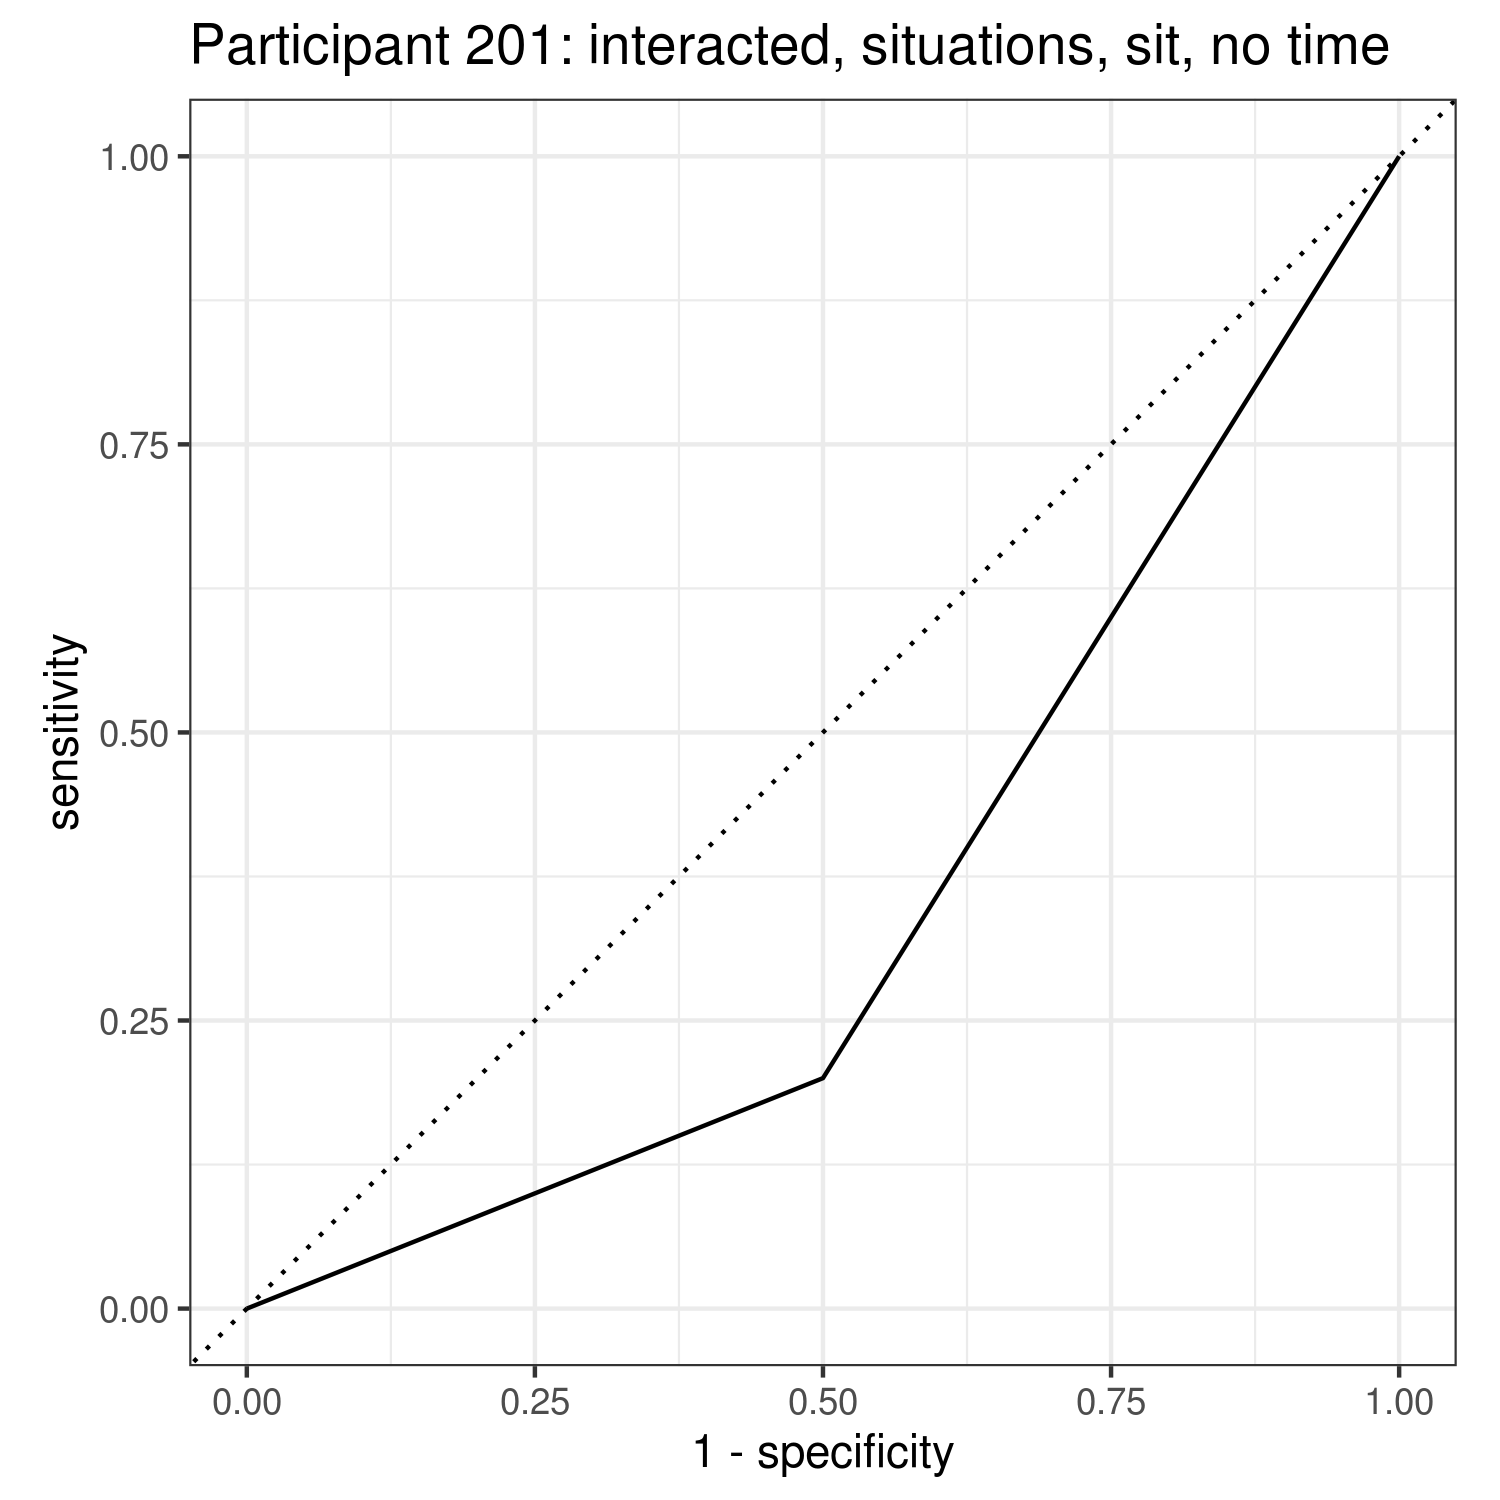 Participant 201: interacted, situations, sit, no time
sensitivity
1.00
0.75
0.50
0.25
0.00
0.00 0.25 0.50 0.75 1.00
1 - specificity